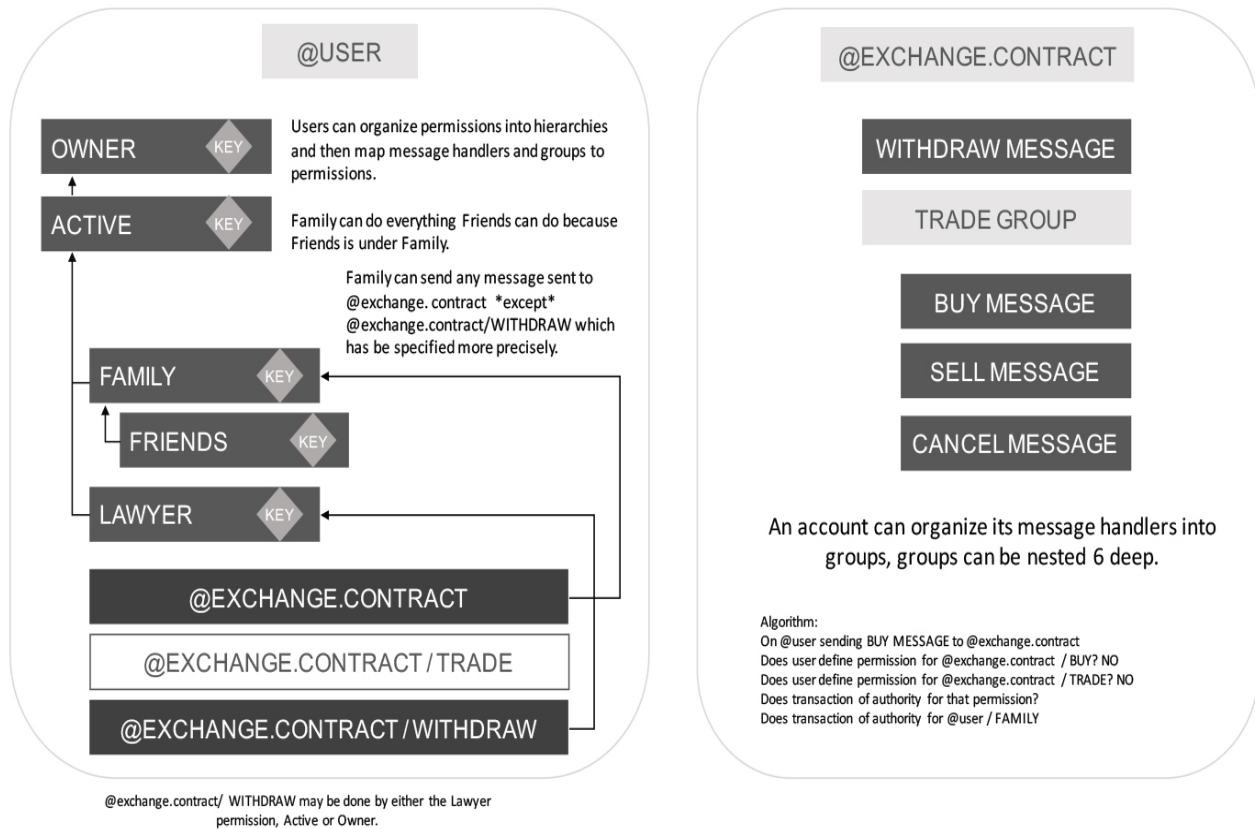 @USER
OWNER
KEY
Users can organize permissions into hierarchies
and then map message handlers and groups to
permissions.
ACTIVE
KEY
Family can do everything Friends can do because
Friends is under Family.
Family can send any message sent to
@exchange. contract *except*
@exchange.contract/WITHDRAW which
has be specified more precisely.
FAMILY
KEY
FRIENDS
KEY
LAWYER
KEY
@EXCHANGE.CONTRACT
@EXCHANGE.CONTRACT / TRADE
@EXCHANGE.CONTRACT / WITHDRAW
@exchange.contract/ WITHDRAW may be done by either the Lawyer
permission, Active or Owner.
@EXCHANGE.CONTRACT
WITHDRAW MESSAGE
TRADE GROUP
BUY MESSAGE
SELL MESSAGE
CANCEL MESSAGE
An account can organize its message handlers into
groups, groups can be nested 6 deep.
Algorithm:
On @user sending BUY MESSAGE to @exchange.contract
Does user define permission for @exchange.contract / BUY? NO
Does user define permission for @exchange.contract / TRADE? NO
Does transaction of authority for that permission?
Does transaction of authority for @user / FAMILY